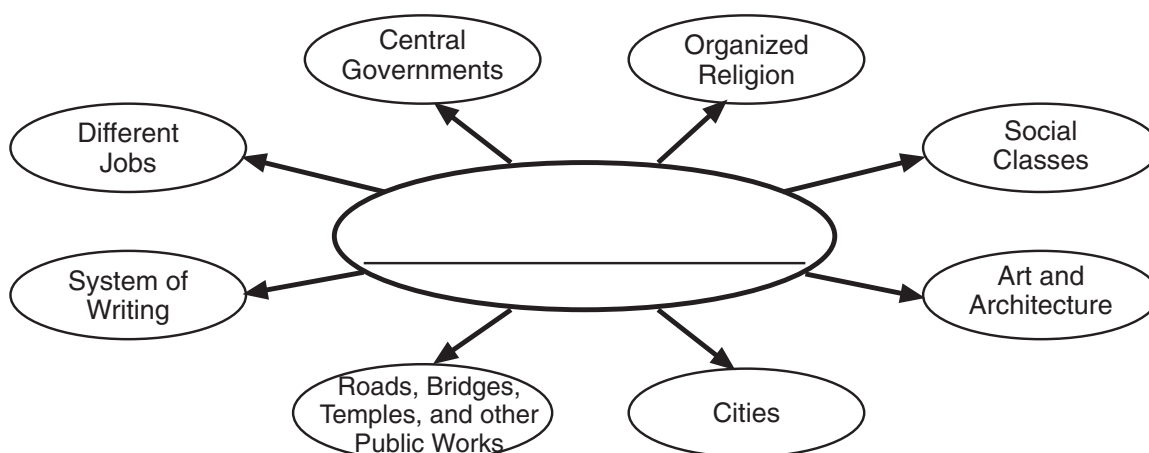 Central
Governments
Organized
Religion
Different
Jobs
Social
Classes
System of
Writing
Art and
Architecture
Roads, Bridges,
Temples, and other
Public Works
Cities